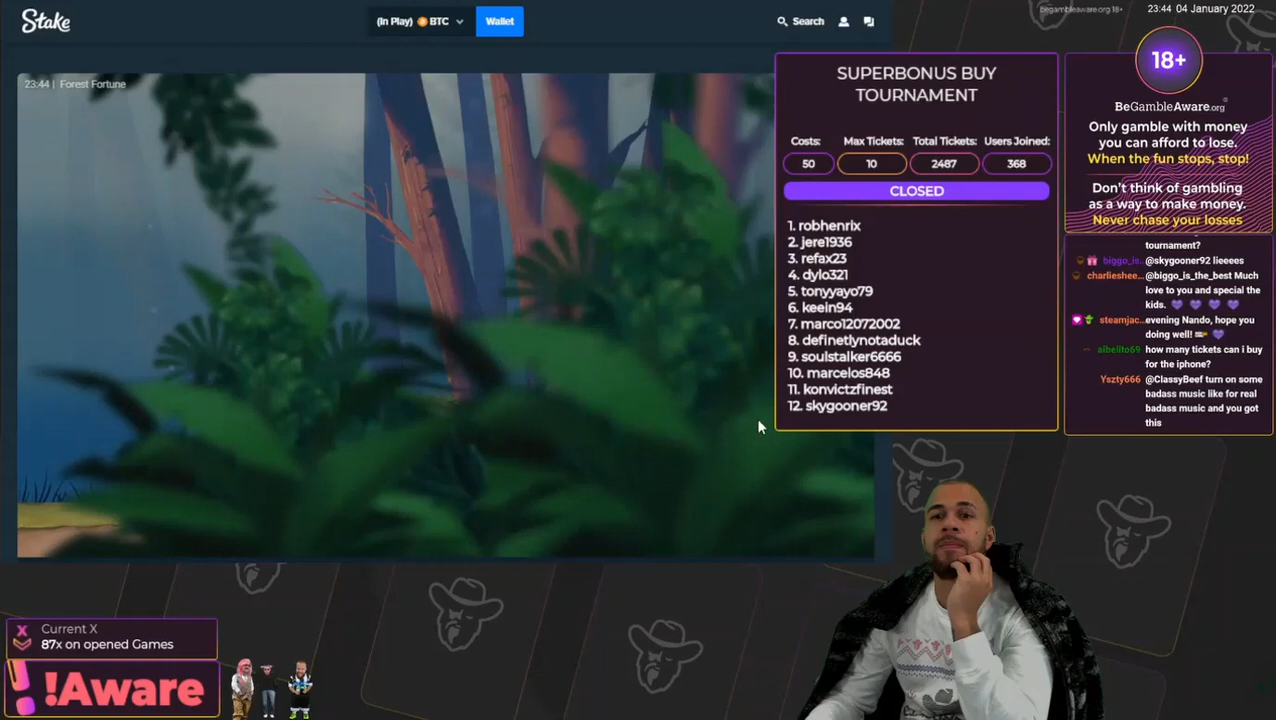 Stake
(In Play) BTC
Wallet
Search
begambleaware.org 18+
23:44 04 January 2022
23:44 | Forest Fortune
SUPERBONUS BUY
TOURNAMENT
Costs: Max Tickets: Total Tickets: Users Joined:
50 10 2487 368
CLOSED
1. robhenrix
2. jere1936
3. refax23
4. dylo321
5. tonyyayo79
6. keein94
7. marco12072002
8. definetlynotaduck
9. soulstalker6666
10. marcelos848
11. konvictzfinest
12. skygooner92
18+
BeGambleAware.org
Only gamble with money
you can afford to lose.
When the fun stops, stop!
Don't think of gambling
as a way to make money.
Never chase your losses
tournament?
biggo_is... @skygooner92 lieeees
charlieshee... @biggo_is_the_best Much
love to you and special the
kids.
steamjac... evening Nando, hope you
doing well!
aibelito69 how many tickets can i buy
for the iphone?
Yszty666 @ClassyBeef turn on some
badass music like for real
badass music and you got
this
Current X
87x on opened Games
!Aware